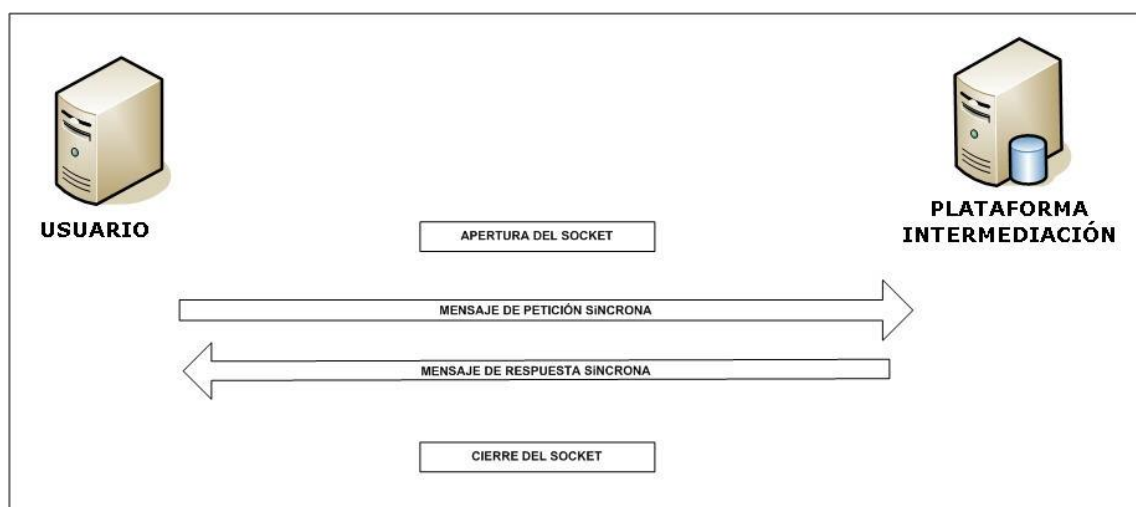 USUARIO
PLATAFORMA
INTERMEDIACIÓN
APERTURA DEL SOCKET
MENSAJE DE PETICIÓN SíNCRONA
MENSAJE DE RESPUESTA SíNCRONA
CIERRE DEL SOCKET